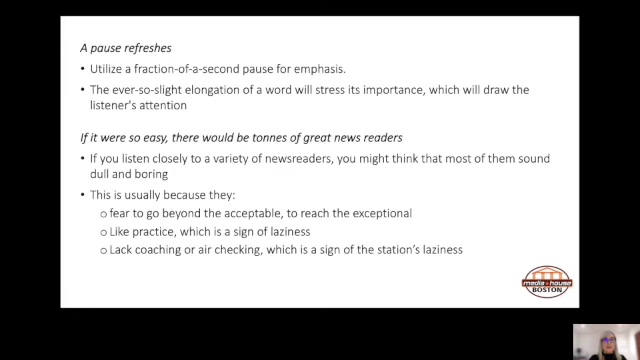 A pause refreshes
• Utilize a fraction-of-a-second pause for emphasis.
• The ever-so-slight elongation of a word will stress its importance, which will draw the
listener's attention
If it were so easy, there would be tonnes of great news readers
• If you listen closely to a variety of newsreaders, you might think that most of them sound
dull and boring
• This is usually because they:
o fear to go beyond the acceptable, to reach the exceptional
o Like practice, which is a sign of laziness
o Lack coaching or air checking, which is a sign of the station's laziness
media house
BOSTON